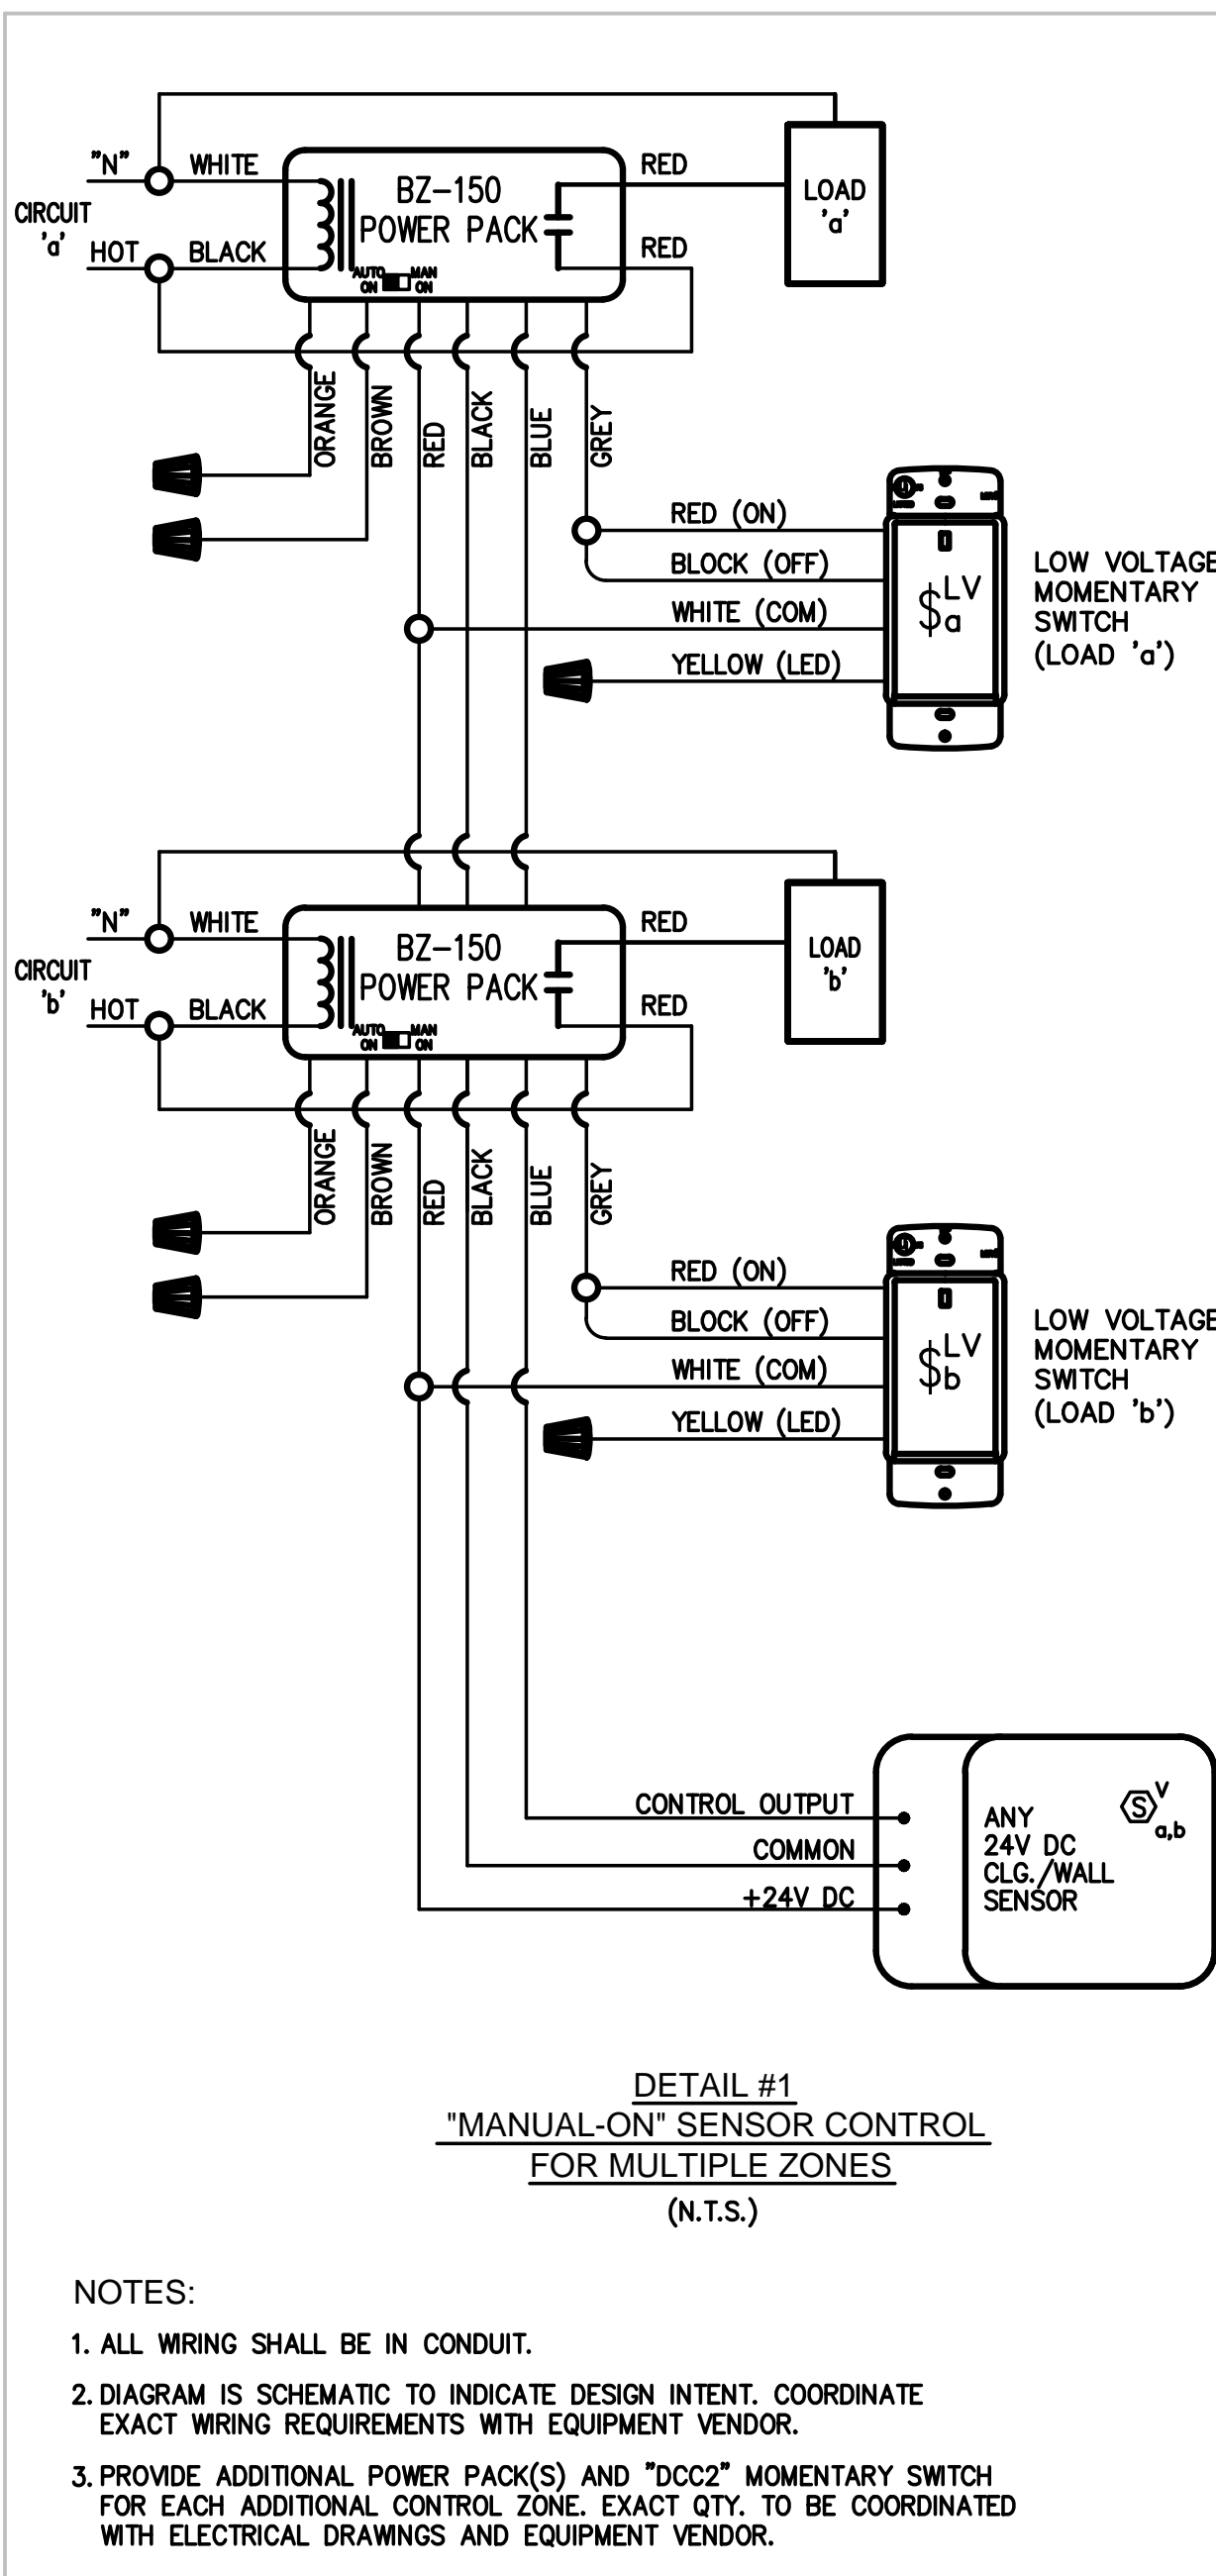 "N"
WHITE
CIRCUIT
'a'
HOT
BLACK
BZ-150
POWER PACK
AUTO
ON
MAN
ON
RED
RED
LOAD
'a'
ORANGE
BROWN
RED
BLACK
BLUE
GREY
RED (ON)
BLOCK (OFF)
WHITE (COM)
YELLOW (LED)
$ LV
a
LOW VOLTAGE
MOMENTARY
SWITCH
(LOAD 'a')
"N"
WHITE
CIRCUIT
'b'
HOT
BLACK
BZ-150
POWER PACK
AUTO
ON
MAN
ON
RED
RED
LOAD
'b'
ORANGE
BROWN
RED
BLACK
BLUE
GREY
RED (ON)
BLOCK (OFF)
WHITE (COM)
YELLOW (LED)
$ LV
b
LOW VOLTAGE
MOMENTARY
SWITCH
(LOAD 'b')
CONTROL OUTPUT
COMMON
+24V DC
ANY
24V DC
CLG./WALL
SENSOR
S V
a,b
DETAIL #1
"MANUAL-ON" SENSOR CONTROL
FOR MULTIPLE ZONES
(N.T.S.)
NOTES:
1. ALL WIRING SHALL BE IN CONDUIT.
2. DIAGRAM IS SCHEMATIC TO INDICATE DESIGN INTENT. COORDINATE
EXACT WIRING REQUIREMENTS WITH EQUIPMENT VENDOR.
3. PROVIDE ADDITIONAL POWER PACK(S) AND "DCC2" MOMENTARY SWITCH
FOR EACH ADDITIONAL CONTROL ZONE. EXACT QTY. TO BE COORDINATED
WITH ELECTRICAL DRAWINGS AND EQUIPMENT VENDOR.